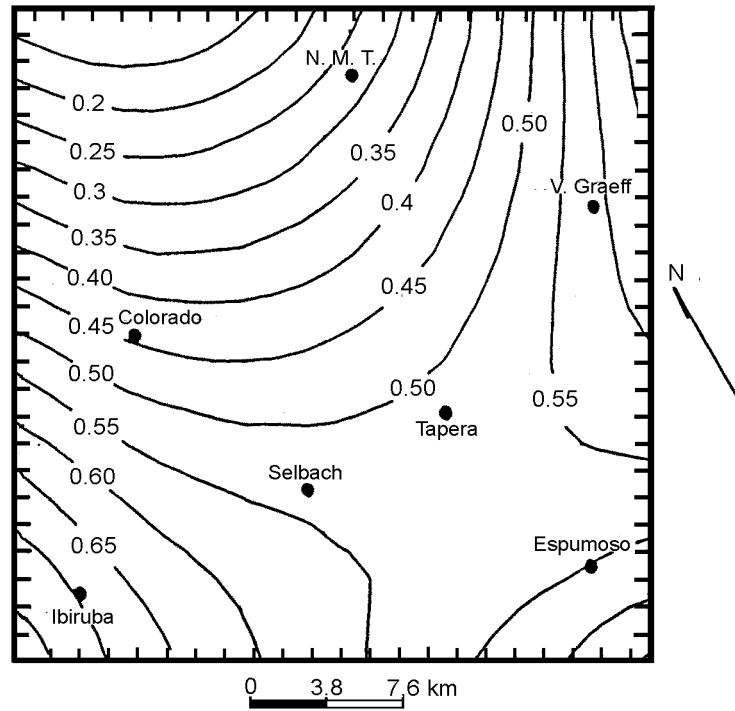 N. M. T.
0.2
0.50
0.25
0.35
0.3
V. Graeff
0.4
0.35
N
0.40
0.45
0.45
Colorado
0.50
0.50
0.55
0.55
Tapera
0.60
Selbach
0.65
Espumoso
Ibiruba
0 3.8 7.6 km